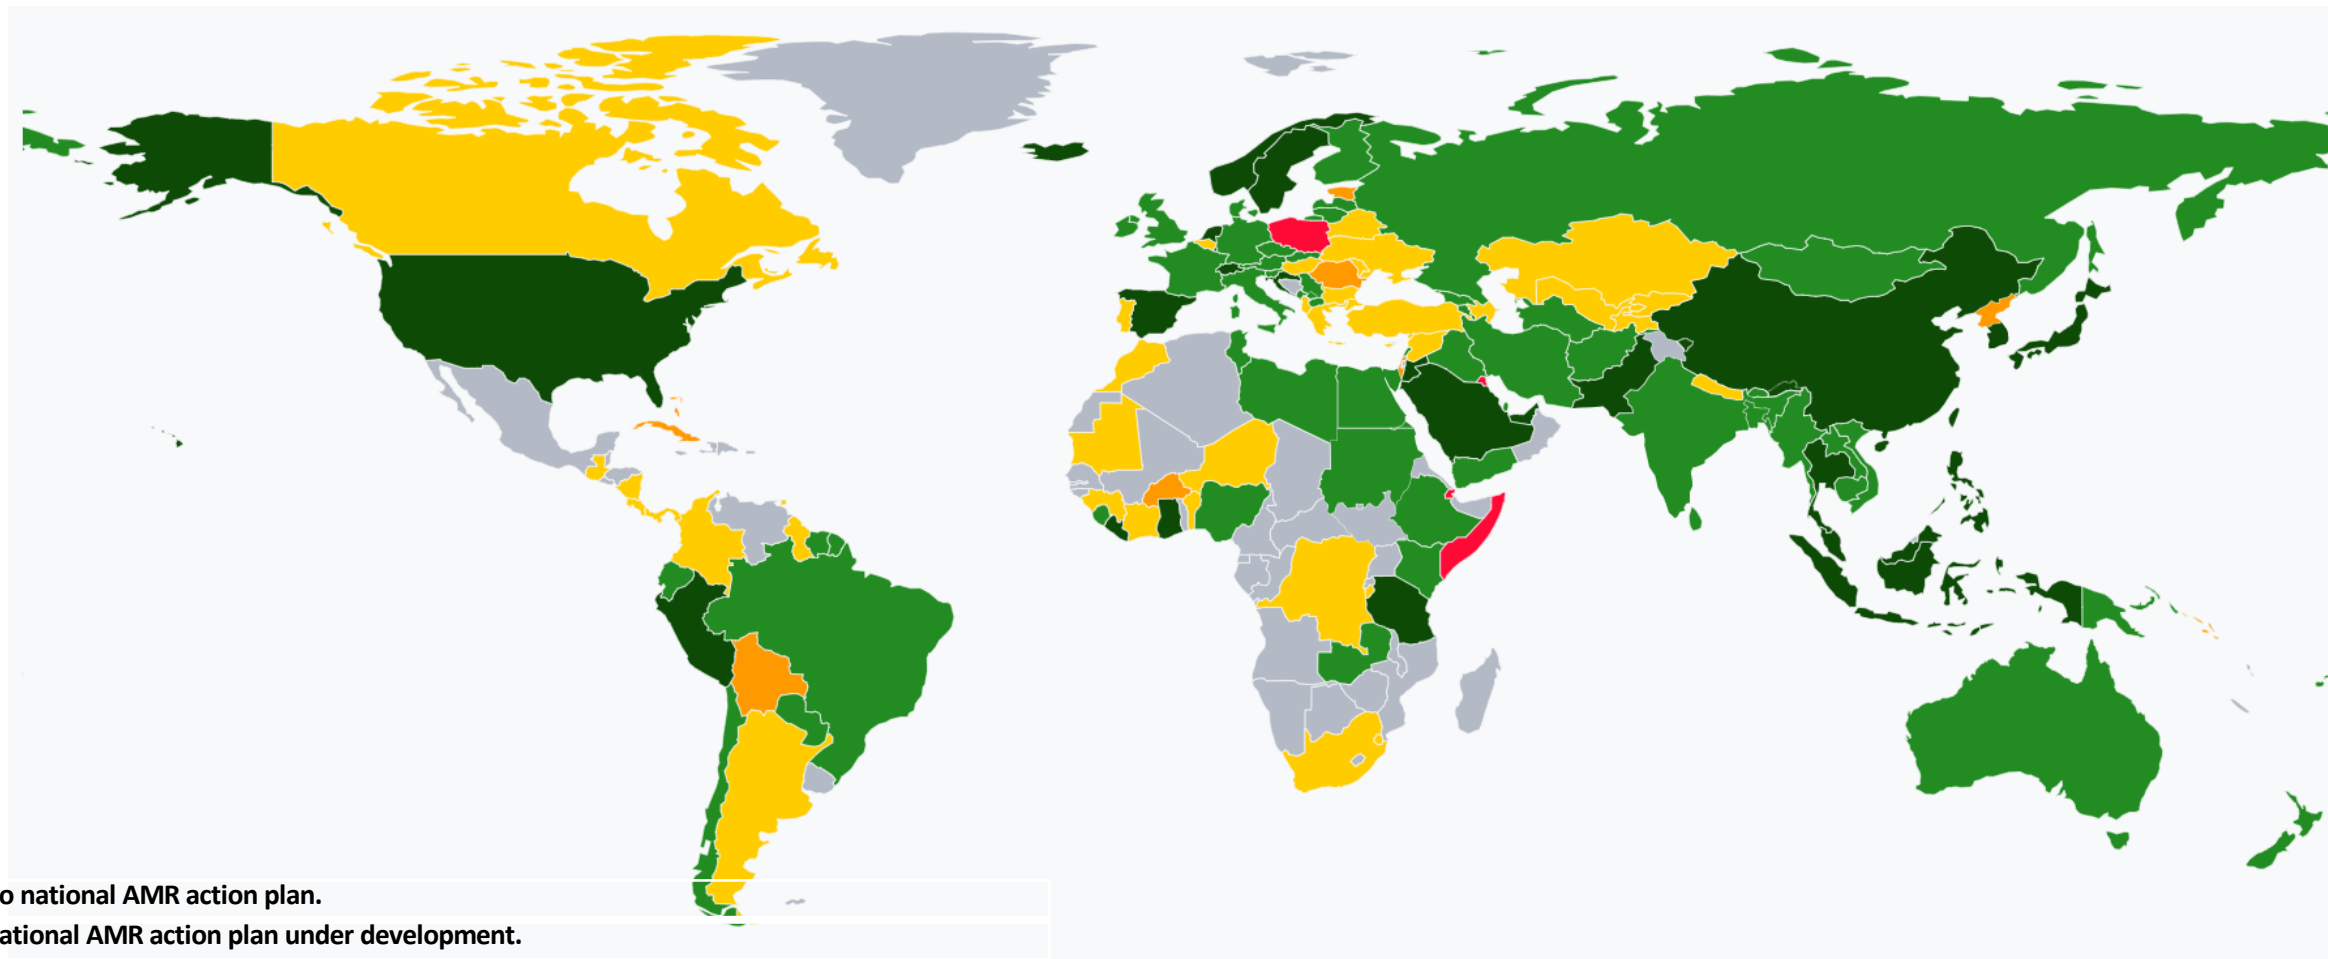 o national AMR action plan.
ational AMR action plan under development.